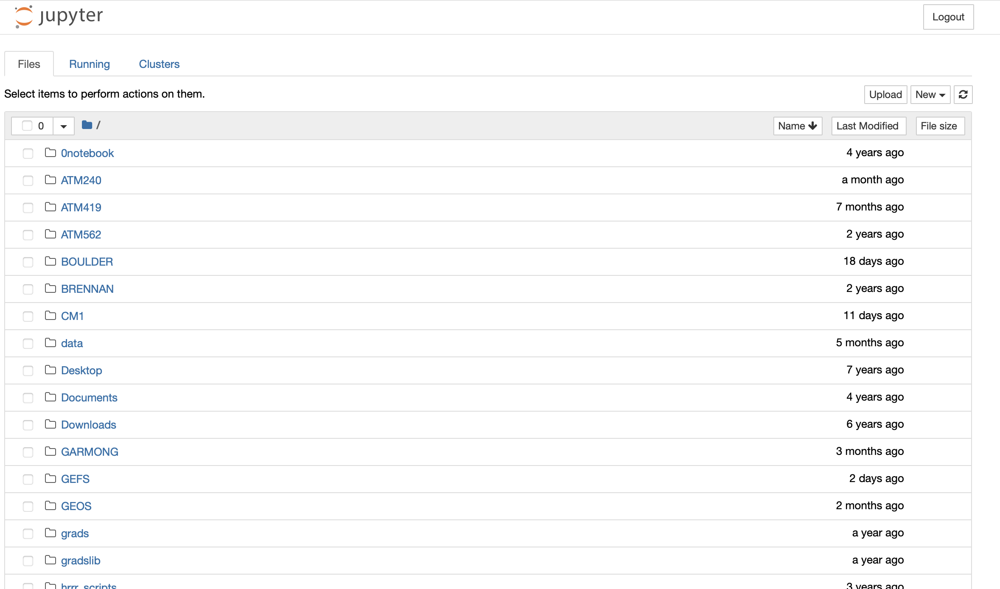 jupyter
Logout
Files Running Clusters
Select items to perform actions on them.
Upload New
0 / Name Last Modified File size
0notebook 4 years ago
ATM240 a month ago
ATM419 7 months ago
ATM562 2 years ago
BOULDER 18 days ago
BRENNAN 2 years ago
CM1 11 days ago
data 5 months ago
Desktop 7 years ago
Documents 4 years ago
Downloads 6 years ago
GARMONG 3 months ago
GEFS 2 days ago
GEOS 2 months ago
grads a year ago
gradslib a year ago
hrrr_scripts 3 years ago